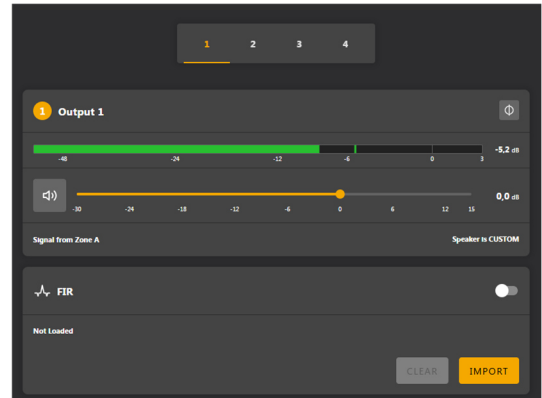 1 2 3 4
1 Output 1
-5,2 dB
-48 -24 -12 -6 0 3
0,0 dB
-30 -24 -18 -12 -6 0 6 12 15
Signal from Zone A Speaker is CUSTOM
FIR
Not Loaded
CLEAR IMPORT